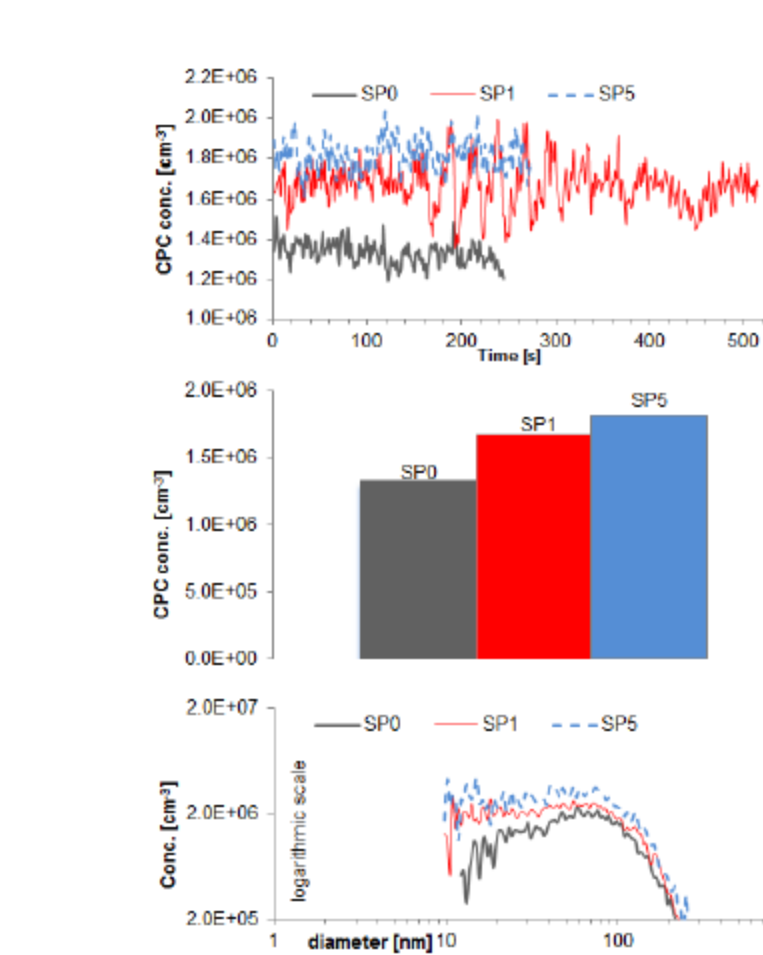 2.2E+06
SP0 SP1 SP5
2.0E+06
1.8E+06
1.6E+06
1.4E+06
1.2E+06
1.0E+06
CPC conc. [cm-3]
0 100 200 300 400 500
Time [s]
2.0E+06
1.5E+06
1.0E+06
5.0E+05
0.0E+00
CPC conc. [cm-3]
SP0
SP1
SP5
2.0E+07
SP0 SP1 SP5
2.0E+06
2.0E+05
Conc. [cm-3]
logarithmic scale
1 diameter [nm] 10 100